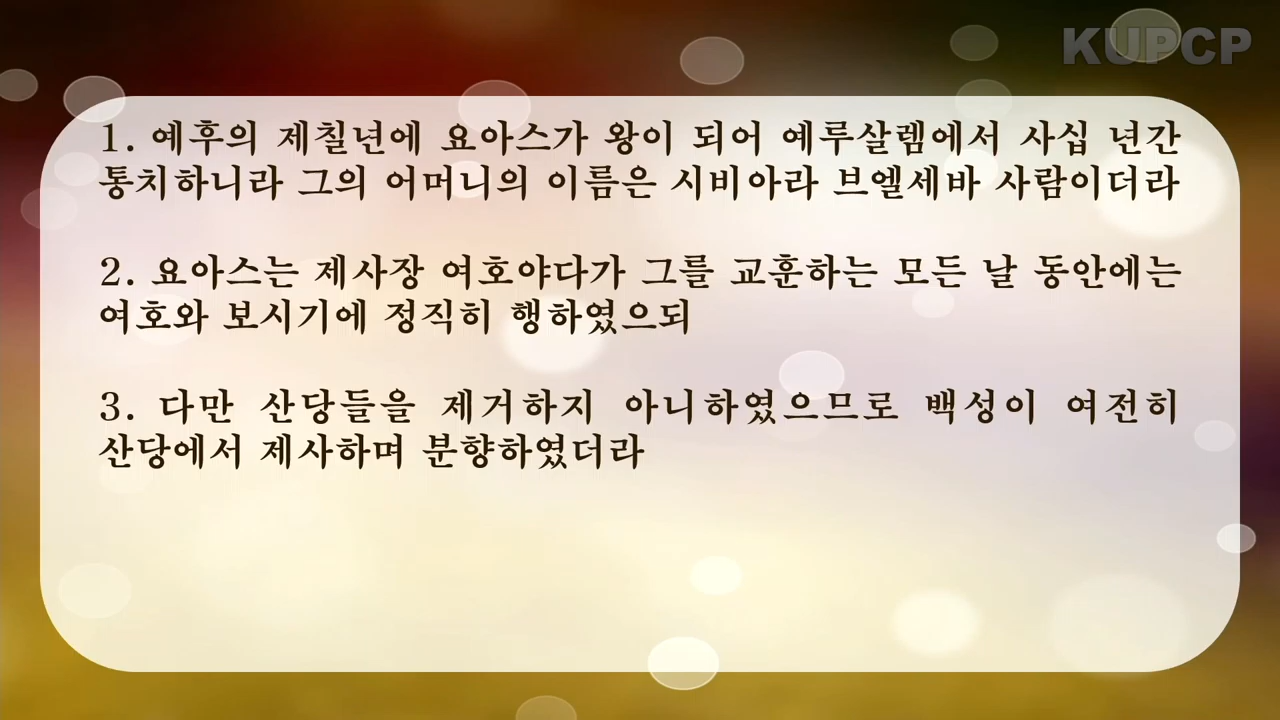 KUPCP
1. 예후의 제칠년에 요아스가 왕이 되어 예루살렘에서 사십 년간
통치하니라 그의 어머니의 이름은 시비아라 브엘세바 사람이더라
2. 요아스는 제사장 여호야다가 그를 교훈하는 모든 날 동안에는
여호와 보시기에 정직히 행하였으되
3. 다만 산당들을 제거하지 아니하였으므로 백성이 여전히
산당에서 제사하며 분향하였더라